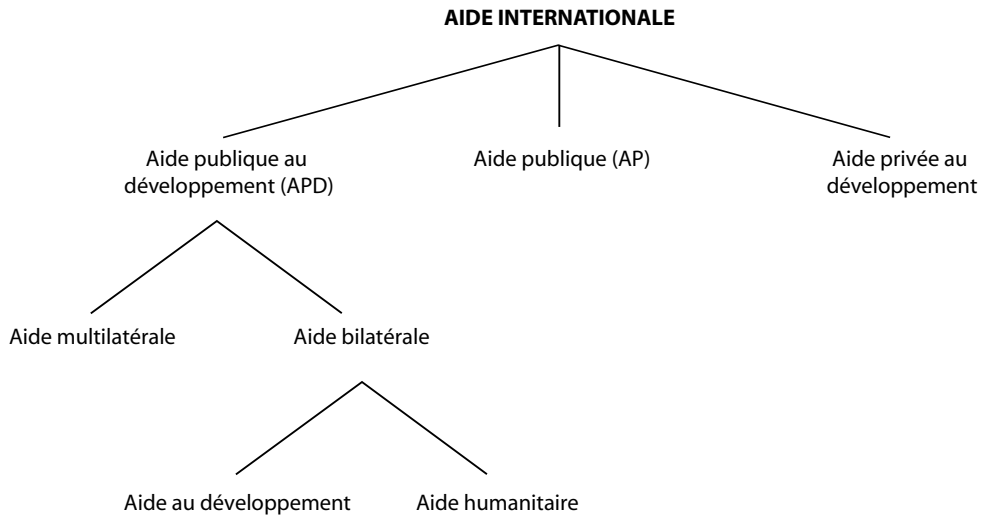 AIDE INTERNATIONALE
Aide publique au
développement (APD)
Aide publique (AP)
Aide privée au
développement
Aide multilatérale
Aide bilatérale
Aide au développement
Aide humanitaire